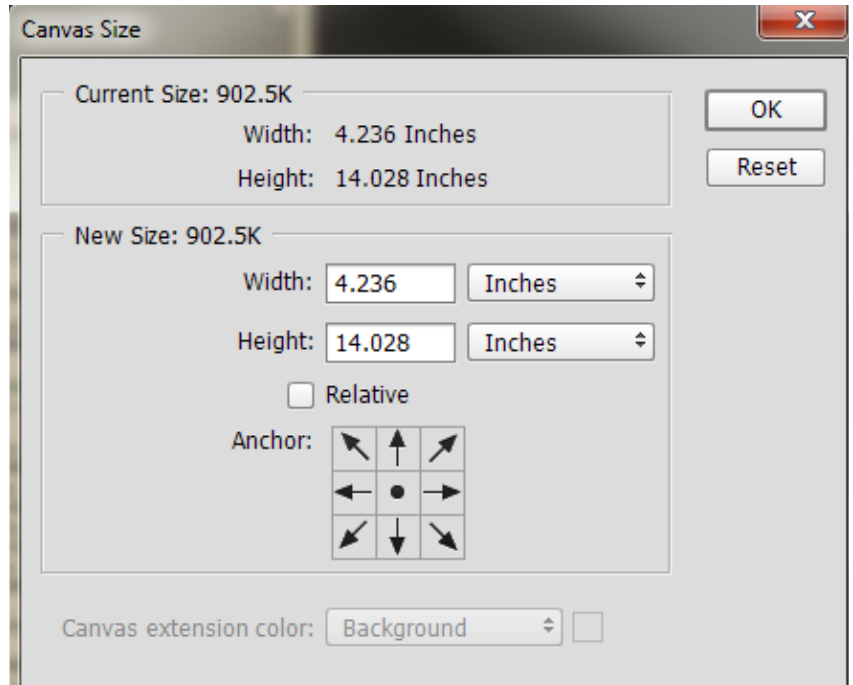 Canvas Size
Current Size: 902.5K
Width: 4.236 Inches
Height: 14.028 Inches
OK
Reset
New Size: 902.5K
Width: 4.236 Inches
Height: 14.028 Inches
Relative
Anchor:
Canvas extension color: Background